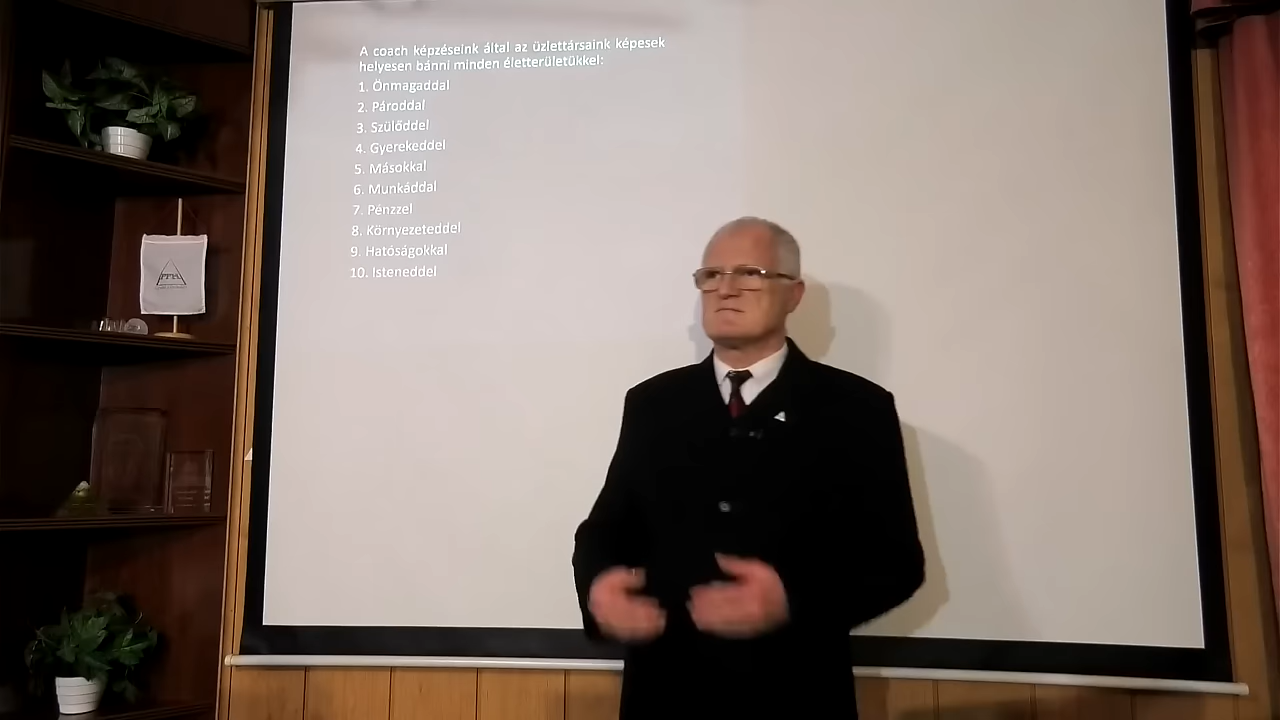 A coach képzéseink által az üzlettársaink képesek
helyesen bánni minden életterületükkel:
1. Önmagaddal
2. Pároddal
3. Szülőddel
4. Gyerekeddel
5. Másokkal
6. Munkáddal
7. Pénzzel
8. Környezeteddel
9. Hatóságokkal
10. Isteneddel